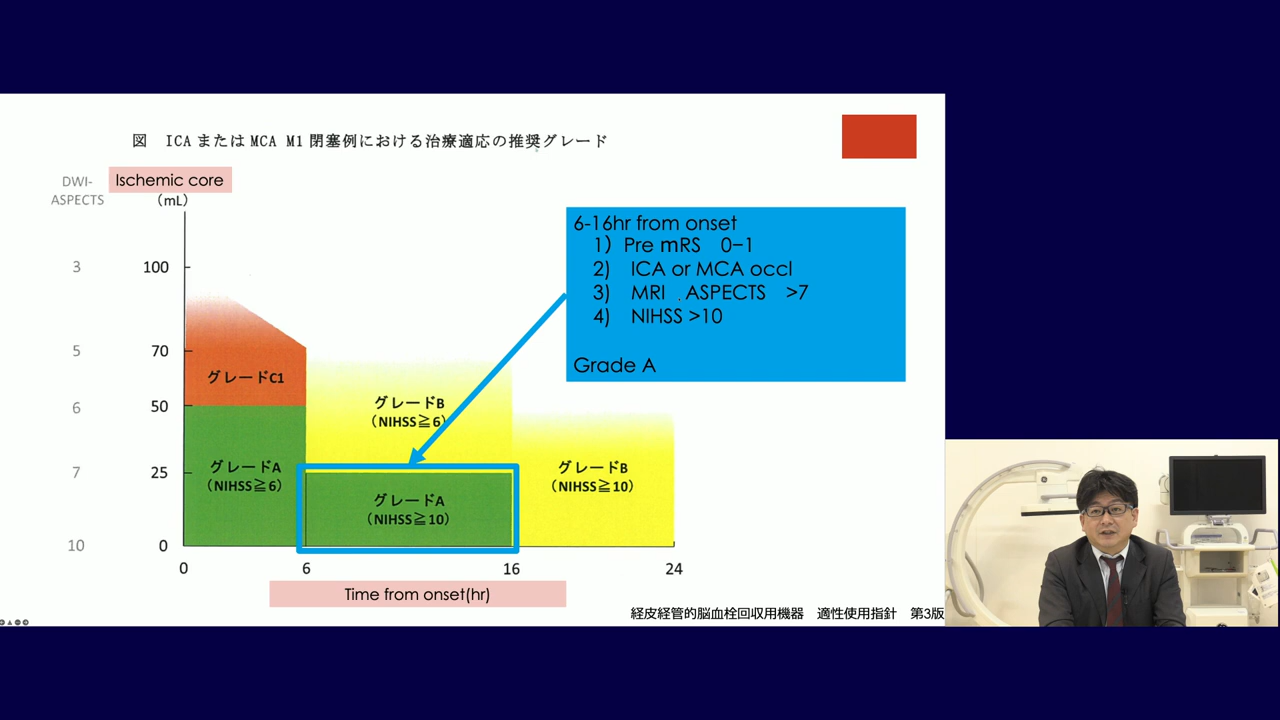 図 ICA または MCA M1 閉塞例における治療適応の推奨グレード
DWI-
ASPECTS
Ischemic core
(mL)
3
100
5
70
6
50
7
25
10
0
グレードC1
グレードA
(NIHSS≧6)
グレードB
(NIHSS≧6)
グレードA
(NIHSS≧10)
グレードB
(NIHSS≧10)
0
6
16
24
Time from onset(hr)
6-16hr from onset
1) Pre mRS 0−1
2) ICA or MCA occl
3) MRI . ASPECTS >7
4) NIHSS >10
Grade A
経皮経管的脳血栓回収用機器 適性使用指針 第3版